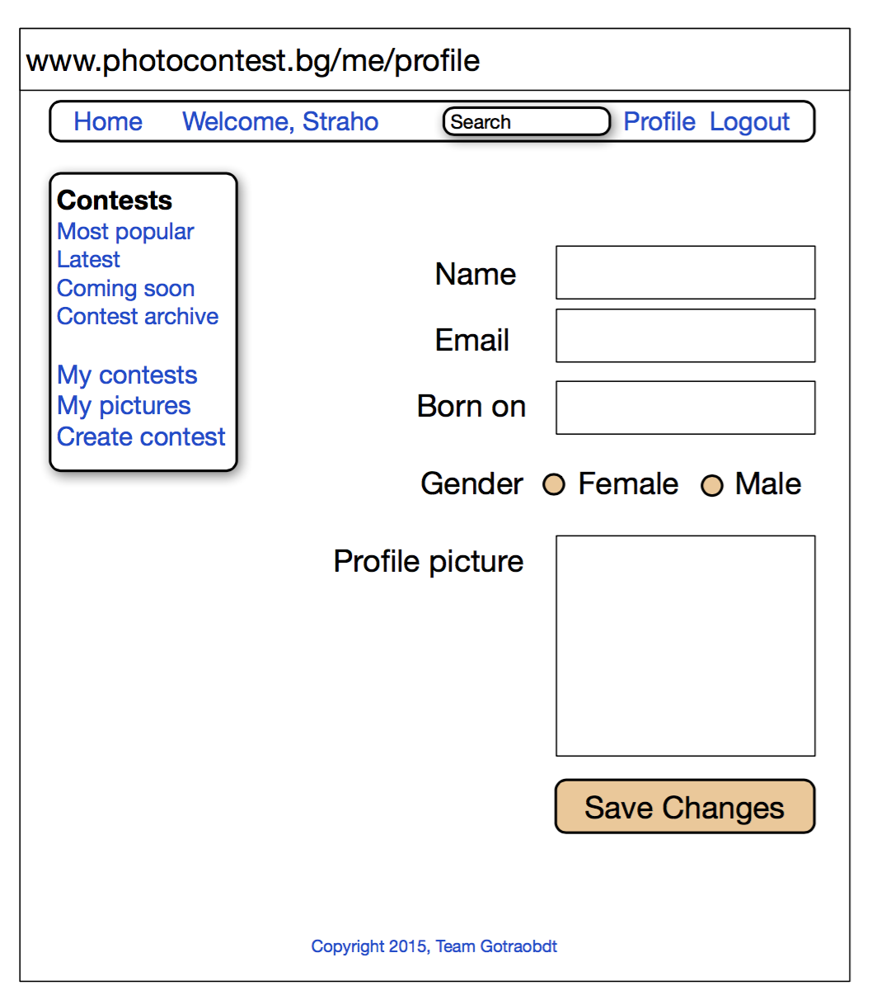 www.photocontest.bg/me/profile
Home Welcome, Straho Search Profile Logout
Contests
Most popular
Latest
Coming soon
Contest archive
My contests
My pictures
Create contest
Name
Email
Born on
Gender Female Male
Profile picture
Save Changes
Copyright 2015, Team Gotraobdt